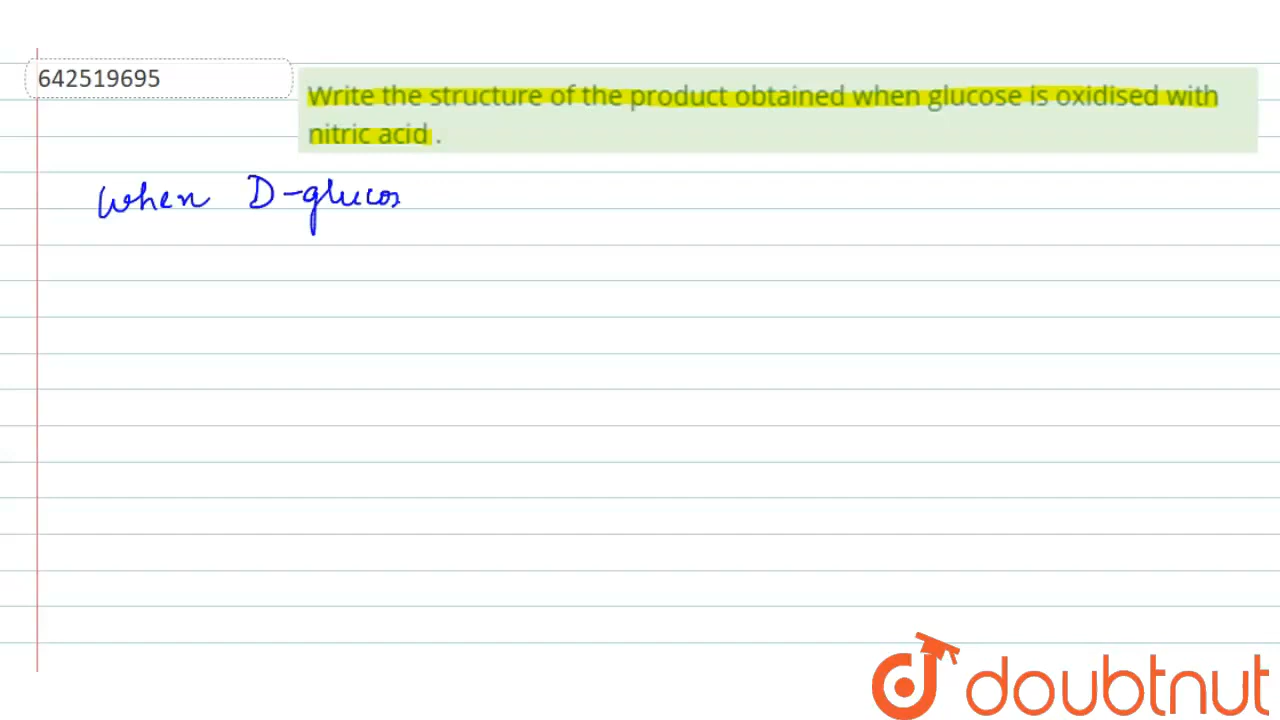 642519695
Write the structure of the product obtained when glucose is oxidised with
nitric acid .
When D-glucos
doubtnut